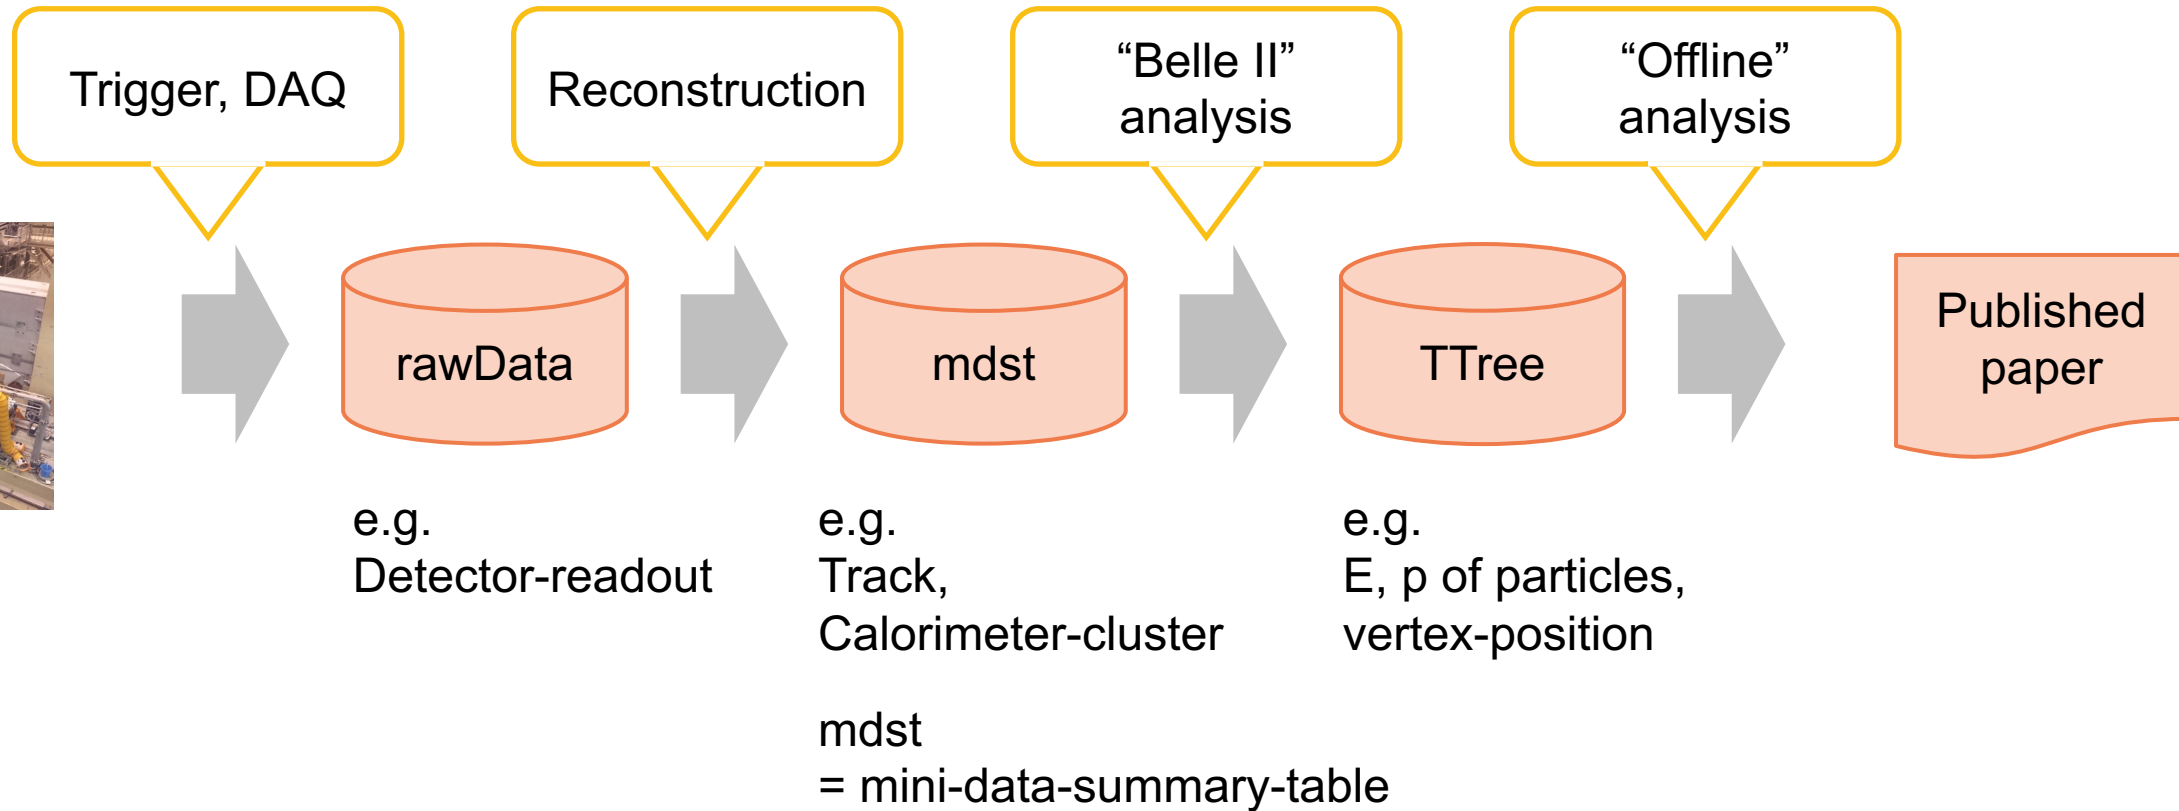 Trigger, DAQ
Reconstruction
“Belle II”
analysis
“Offline”
analysis
rawData
mdst
TTree
Published
paper
e.g.
Detector-readout
e.g.
Track,
Calorimeter-cluster
mdst
= mini-data-summary-table
e.g.
E, p of particles,
vertex-position